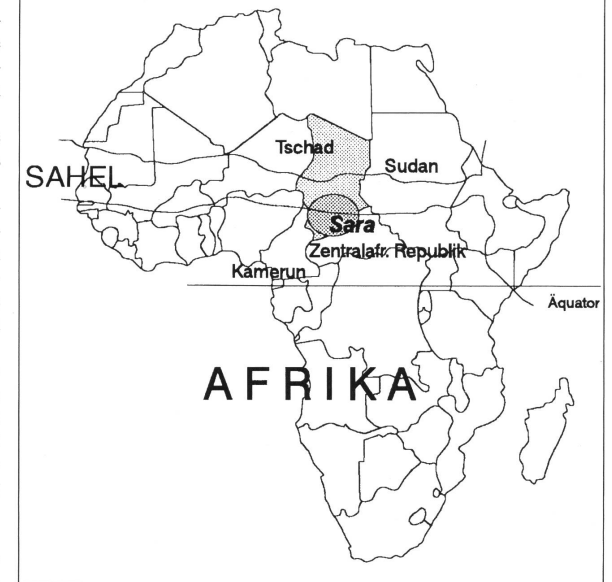 Tschad
Sudan
SAHEL
Sara
Zentralafr. Republik
Kamerun
Äquator
AFRIKA